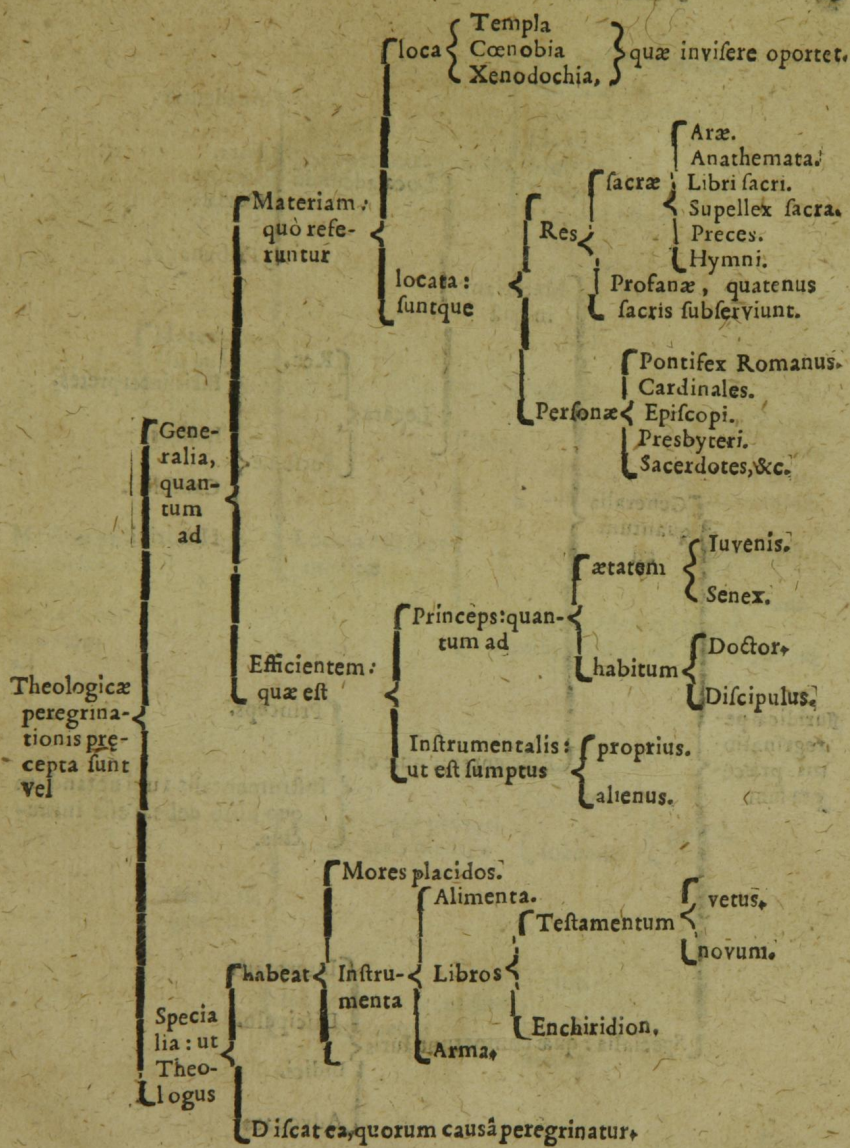 Templa
loca Cœnobia quæ inviſere oportet.
Xenodochia,
Aræ.
Anathemata.
ſacræ Libri ſacri.
Supellex ſacra.
Materiam:
quò refe-
runtur
Res
Preces.
Hymni.
locata:
ſuntque
Profanæ, quatenus
ſacris ſubſerviunt.
Pontifex Romanus.
Cardinales.
Perſonæ Epiſcopi.
Presbyteri.
Sacerdotes, &c.
Gene-
ralia,
quan-
tum
ad
Iuvenis.
ætatem
Senex.
Princeps: quan-
tum ad
Doctor.
habitum
Diſcipulus.
Efficientem:
quæ eſt
Inſtrumentalis: proprius.
ut eſt ſumptus
alienus.
Theologicæ
peregrina-
tionis prę-
cepta ſunt
Vel
Mores placidos.
Alimenta.
vetus,
Teſtamentum
novum.
habeat Inſtru- Libros
menta
Enchiridion,
Arma,
Specia
lia: ut
Theo-
logus
Diſcat ea, quorum causâ peregrinatur.